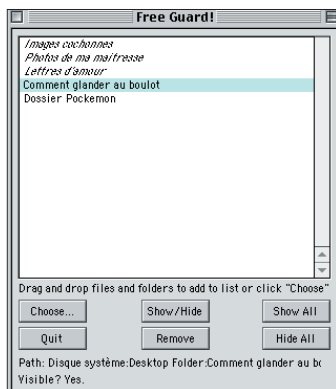 Free Guard!
Images cochonnes
Photos de ma maîtresse
Lettres d'amour
Comment glander au boulot
Dossier Pockemon
Drag and drop files and folders to add to list or click "Choose"
Choose...
Show/Hide
Show All
Quit
Remove
Hide All
Path: Disque système:Desktop Folder:Comment glander au bo
Visible? Yes.